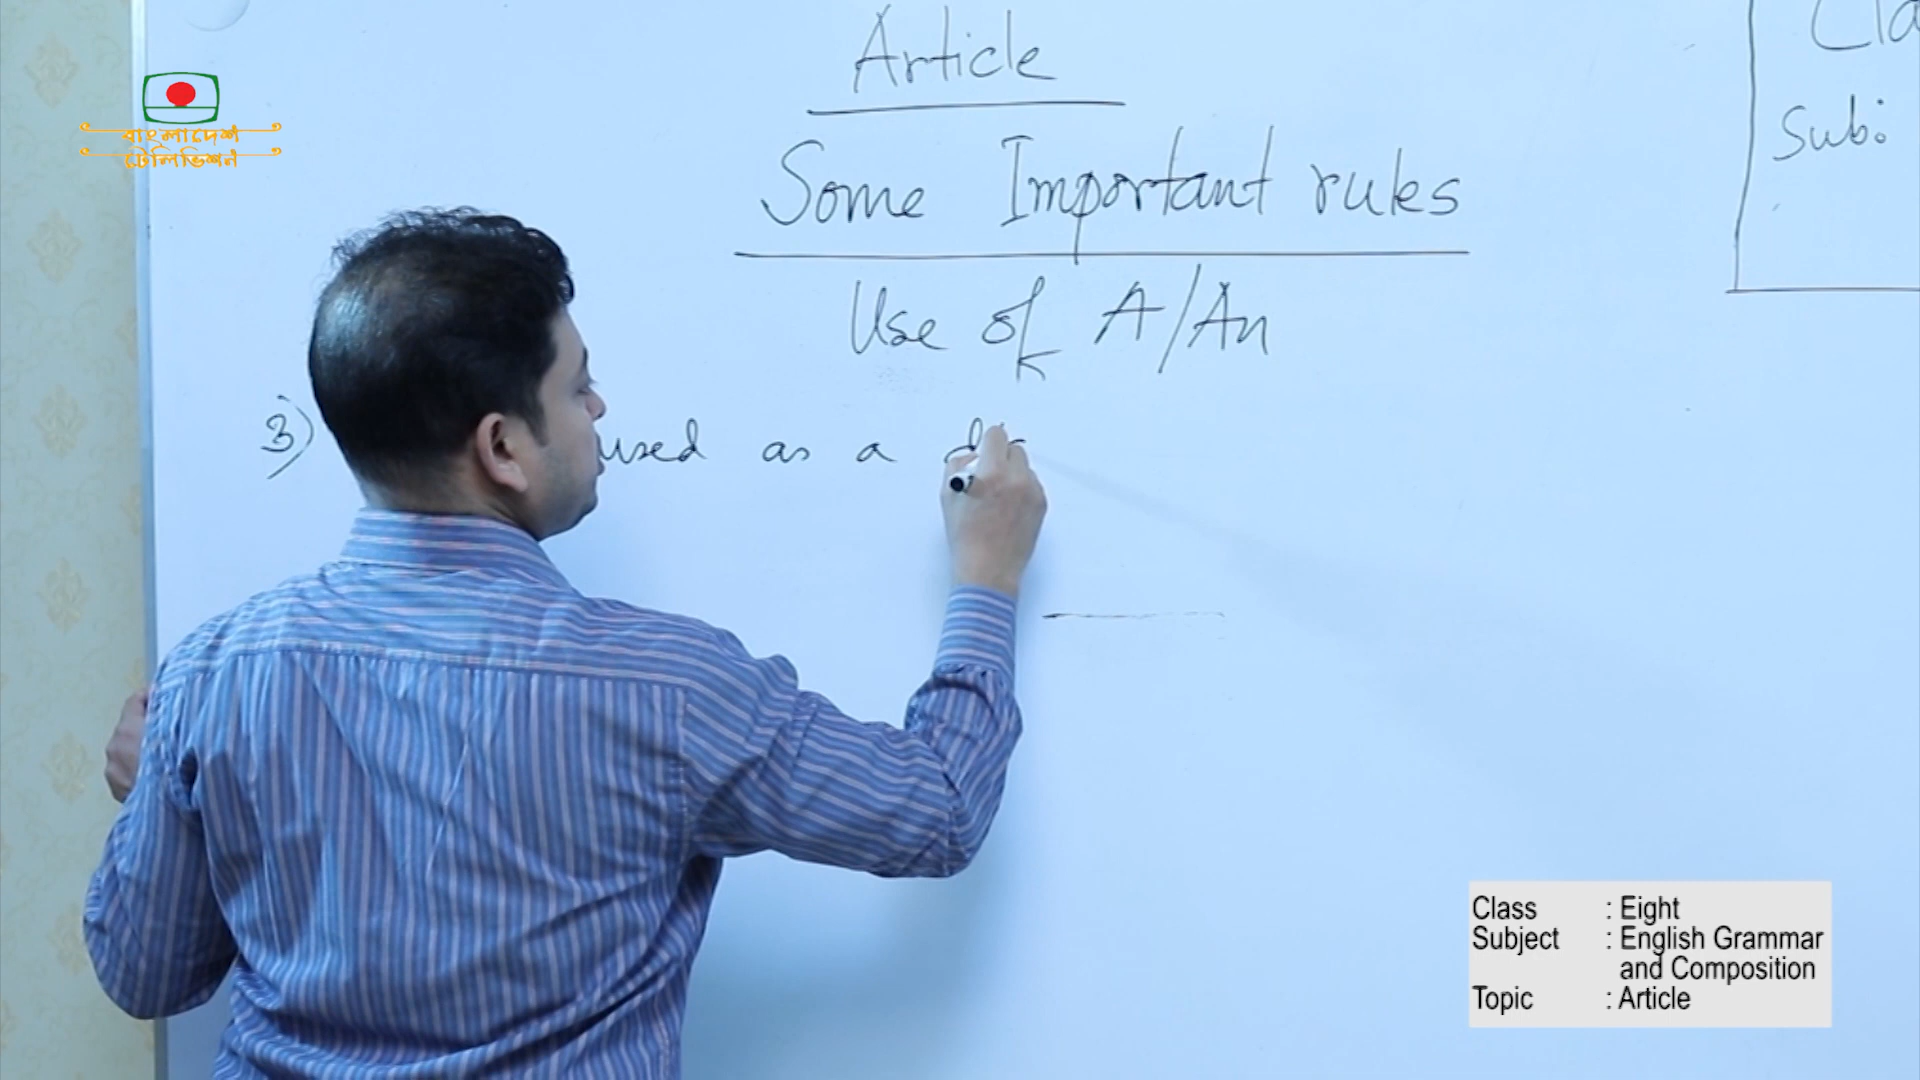 বাংলাদেশ
টেলিভিশন
Article
Some Important rules
Use of A/An
Cla
Sub:
3) used as a
Class : Eight
Subject : English Grammar
and Composition
Topic : Article